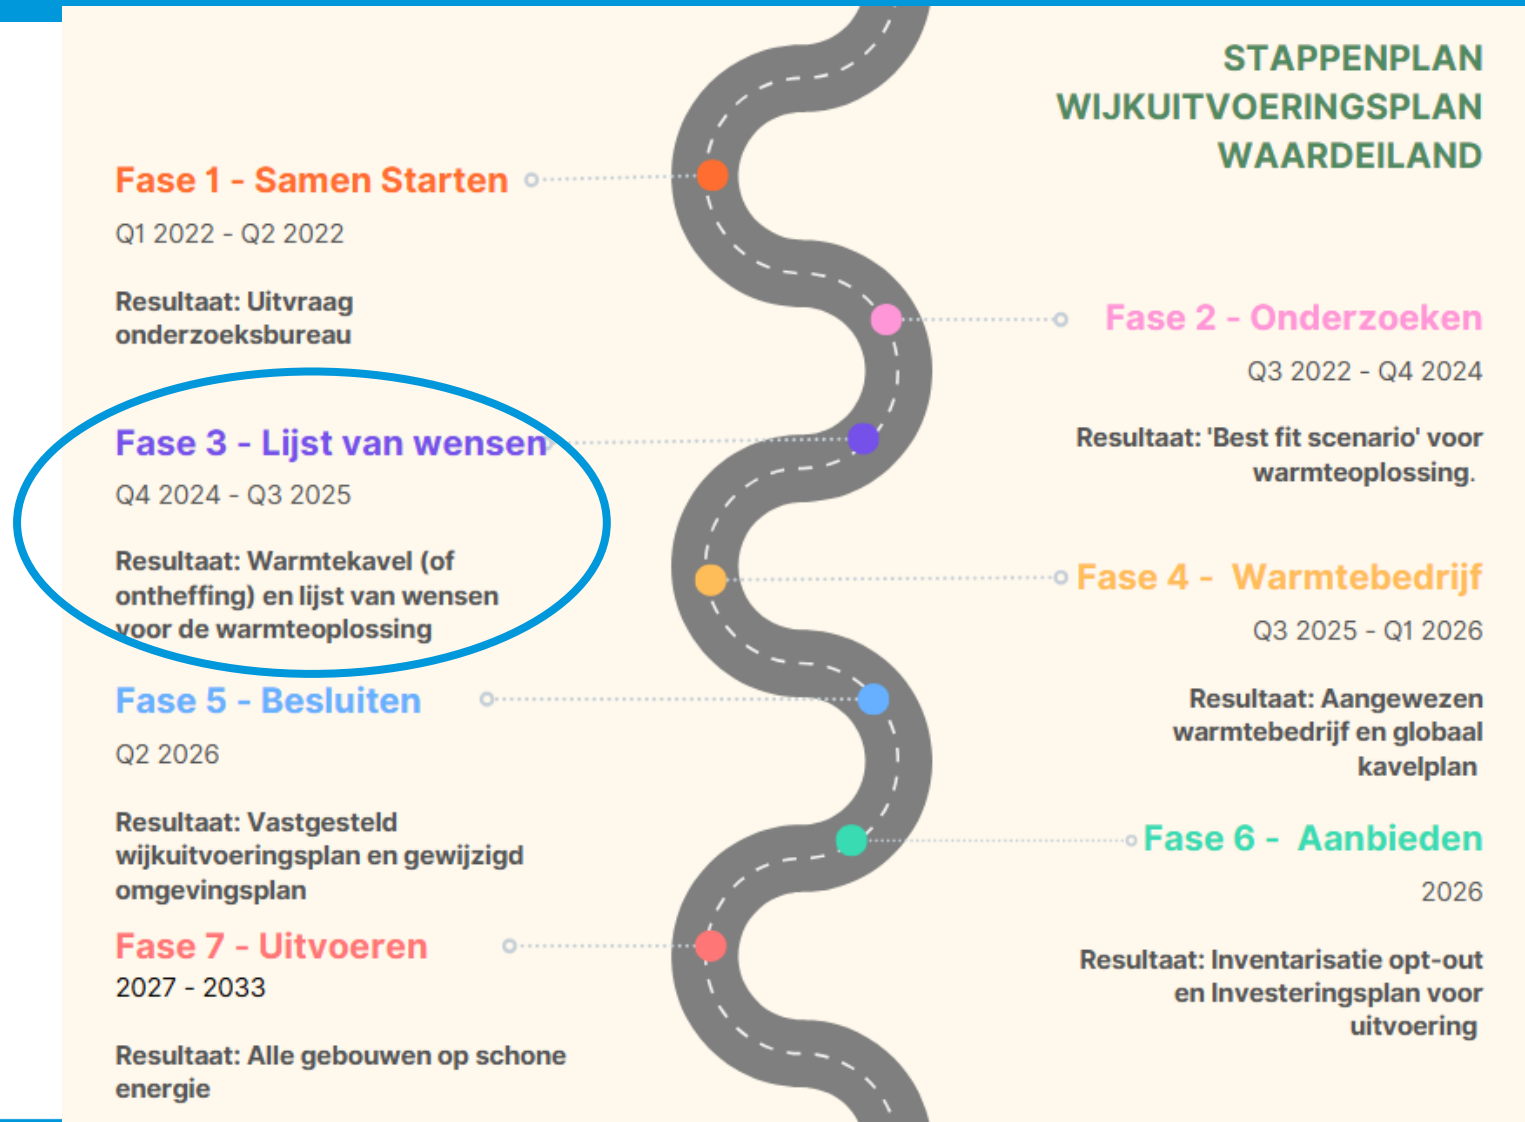 STAPPENPLAN
WIJKUITVOERINGSPLAN
WAARDEILAND
Fase 1 - Samen Starten
Q1 2022 - Q2 2022
Resultaat: Uitvraag
onderzoeksbureau
Fase 2 - Onderzoeken
Q3 2022 - Q4 2024
Resultaat: 'Best fit scenario' voor
warmteoplossing.
Fase 3 - Lijst van wensen
Q4 2024 - Q3 2025
Resultaat: Warmtekavel (of
ontheffing) en lijst van wensen
voor de warmteoplossing
Fase 4 - Warmtebedrijf
Q3 2025 - Q1 2026
Resultaat: Aangewezen
warmtebedrijf en globaal
kavelplan
Fase 5 - Besluiten
Q2 2026
Resultaat: Vastgesteld
wijkuitvoeringsplan en gewijzigd
omgevingsplan
Fase 6 - Aanbieden
2026
Resultaat: Inventarisatie opt-out
en Investeringsplan voor
uitvoering
Fase 7 - Uitvoeren
2027 - 2033
Resultaat: Alle gebouwen op schone
energie